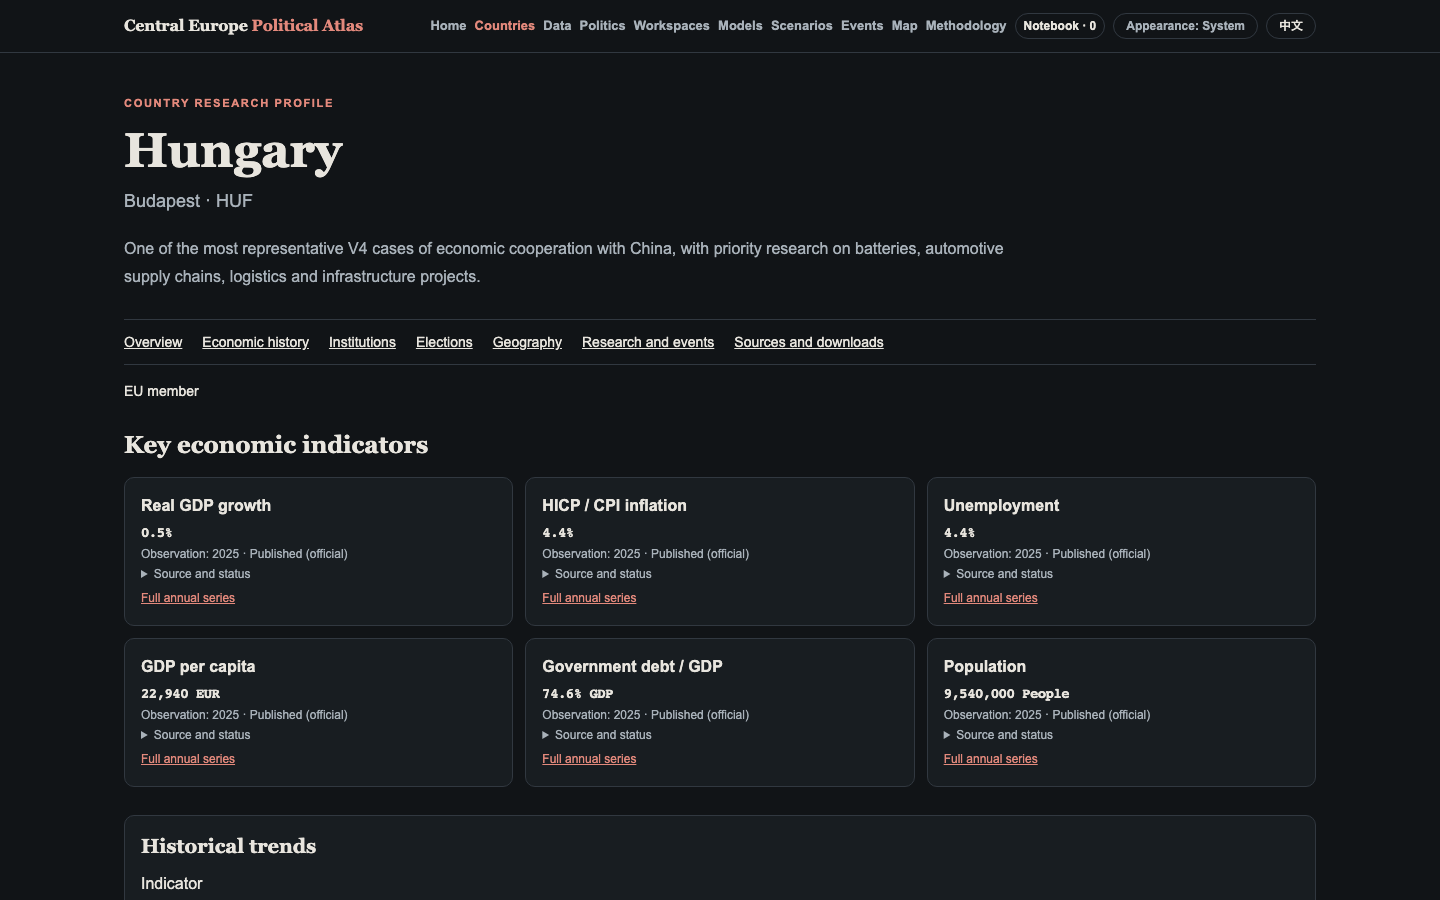 Central Europe Political Atlas
Home Countries Data Politics Workspaces Models Scenarios Events Map Methodology Notebook · 0 Appearance: System 中文
COUNTRY RESEARCH PROFILE
Hungary
Budapest · HUF
One of the most representative V4 cases of economic cooperation with China, with priority research on batteries, automotive
supply chains, logistics and infrastructure projects.
Overview Economic history Institutions Elections Geography Research and events Sources and downloads
EU member
Key economic indicators
Real GDP growth
0.5%
Observation: 2025 · Published (official)
▶ Source and status
Full annual series
HICP / CPI inflation
4.4%
Observation: 2025 · Published (official)
▶ Source and status
Full annual series
Unemployment
4.4%
Observation: 2025 · Published (official)
▶ Source and status
Full annual series
GDP per capita
22,940 EUR
Observation: 2025 · Published (official)
▶ Source and status
Full annual series
Government debt / GDP
74.6% GDP
Observation: 2025 · Published (official)
▶ Source and status
Full annual series
Population
9,540,000 People
Observation: 2025 · Published (official)
▶ Source and status
Full annual series
Historical trends
Indicator